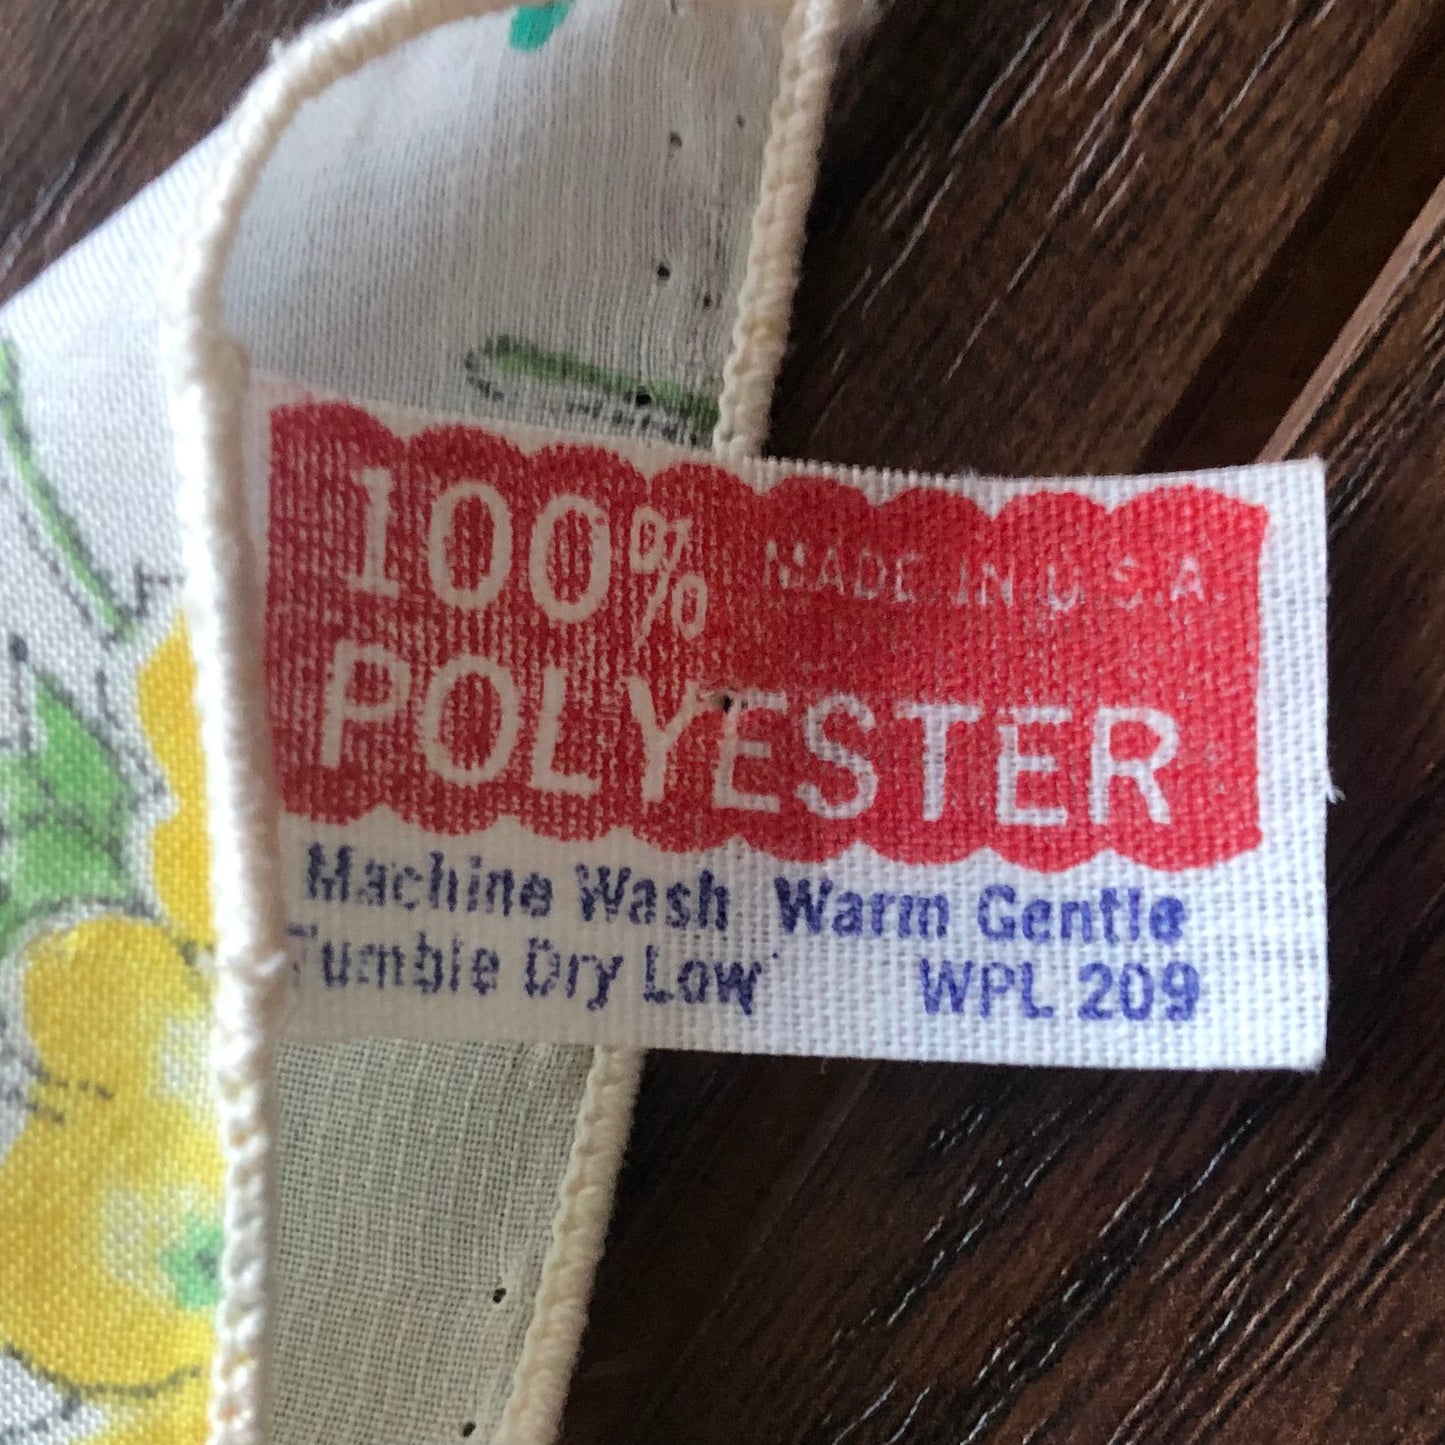 100% MADE IN U.S.A.
POLYESTER
Machine Wash Warm Gentle
Tumble Dry Low WPL 209